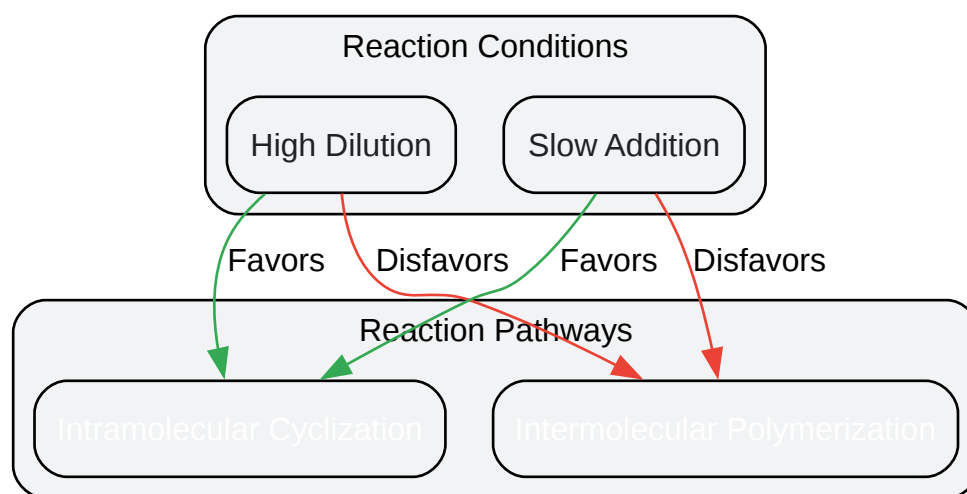 Reaction Conditions
High Dilution
Slow Addition
Favors
Disfavors
Favors
Disfavors
Reaction Pathways
Intramolecular Cyclization
Intermolecular Polymerization